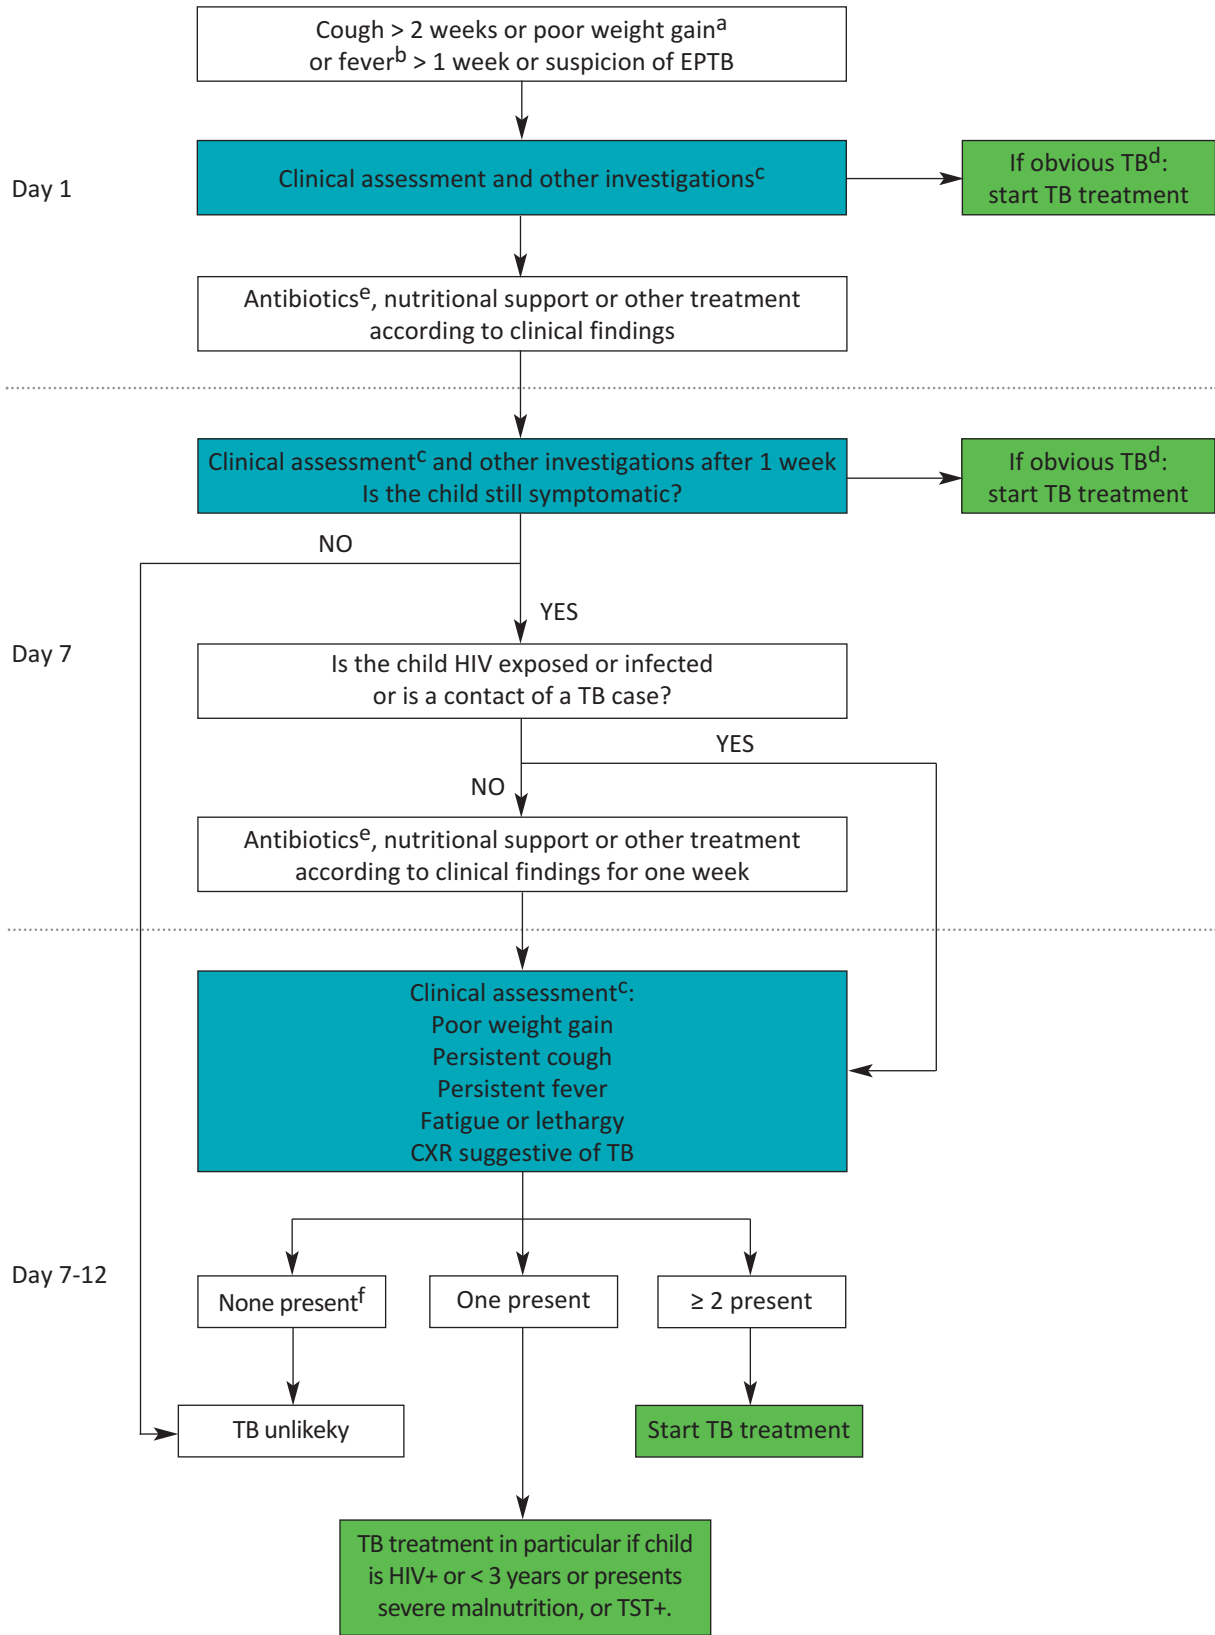 Cough > 2 weeks or poor weight gainᵃ
or feverᵇ > 1 week or suspicion of EPTB
Day 1
Clinical assessment and other investigationsᶜ
If obvious TBᵈ:
start TB treatment
Antibioticsᵉ, nutritional support or other treatment
according to clinical findings
Clinical assessmentᶜ and other investigations after 1 week
Is the child still symptomatic?
If obvious TBᵈ:
start TB treatment
NO
YES
Day 7
Is the child HIV exposed or infected
or is a contact of a TB case?
YES
NO
Antibioticsᵉ, nutritional support or other treatment
according to clinical findings for one week
Clinical assessmentᶜ:
Poor weight gain
Persistent cough
Persistent fever
Fatigue or lethargy
CXR suggestive of TB
Day 7-12
None presentᶠ
One present
≥ 2 present
TB unlikeky
Start TB treatment
TB treatment in particular if child
is HIV+ or < 3 years or presents
severe malnutrition, or TST+.